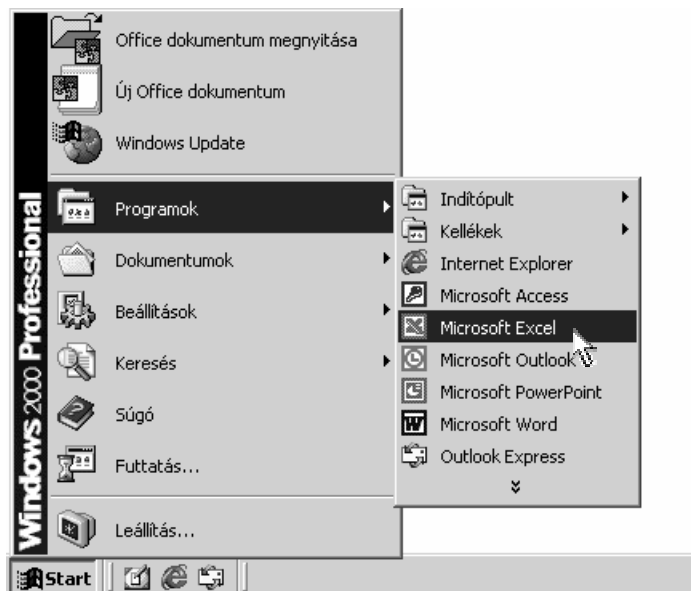 Office dokumentum megnyitása
Új Office dokumentum
Windows Update
Programok
Dokumentumok
Beállítások
Keresés
Súgó
Futtatás...
Leállítás...
Windows 2000 Professional
Indítópult
Kellékek
Internet Explorer
Microsoft Access
Microsoft Excel
Microsoft Outlook
Microsoft PowerPoint
Microsoft Word
Outlook Express
Start